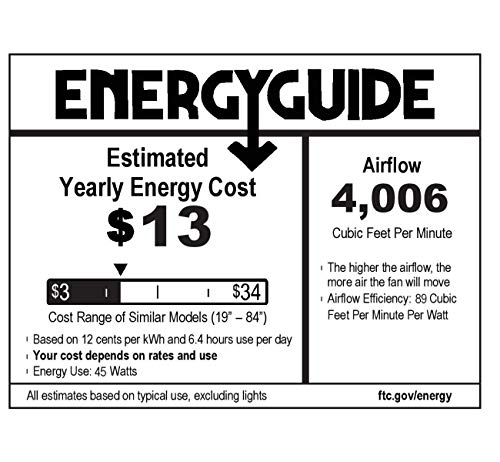 ENERGYGUIDE
Estimated
Yearly Energy Cost
$13
$3
$34
Cost Range of Similar Models (19" – 84")
Based on 12 cents per kWh and 6.4 hours use per day
Your cost depends on rates and use
Energy Use: 45 Watts
Airflow
4,006
Cubic Feet Per Minute
The higher the airflow, the
more air the fan will move
Airflow Efficiency: 89 Cubic
Feet Per Minute Per Watt
All estimates based on typical use, excluding lights
ftc.gov/energy